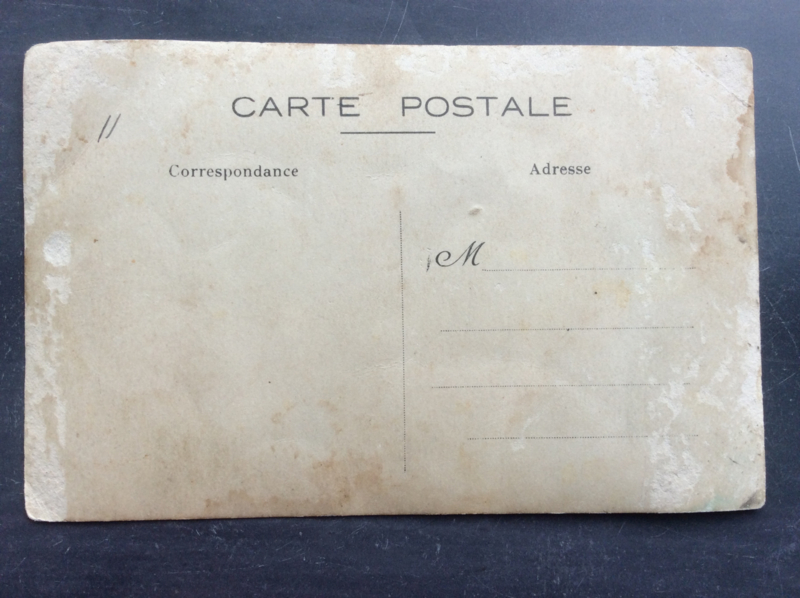 CARTE POSTALE
11
Correspondance
Adresse
M